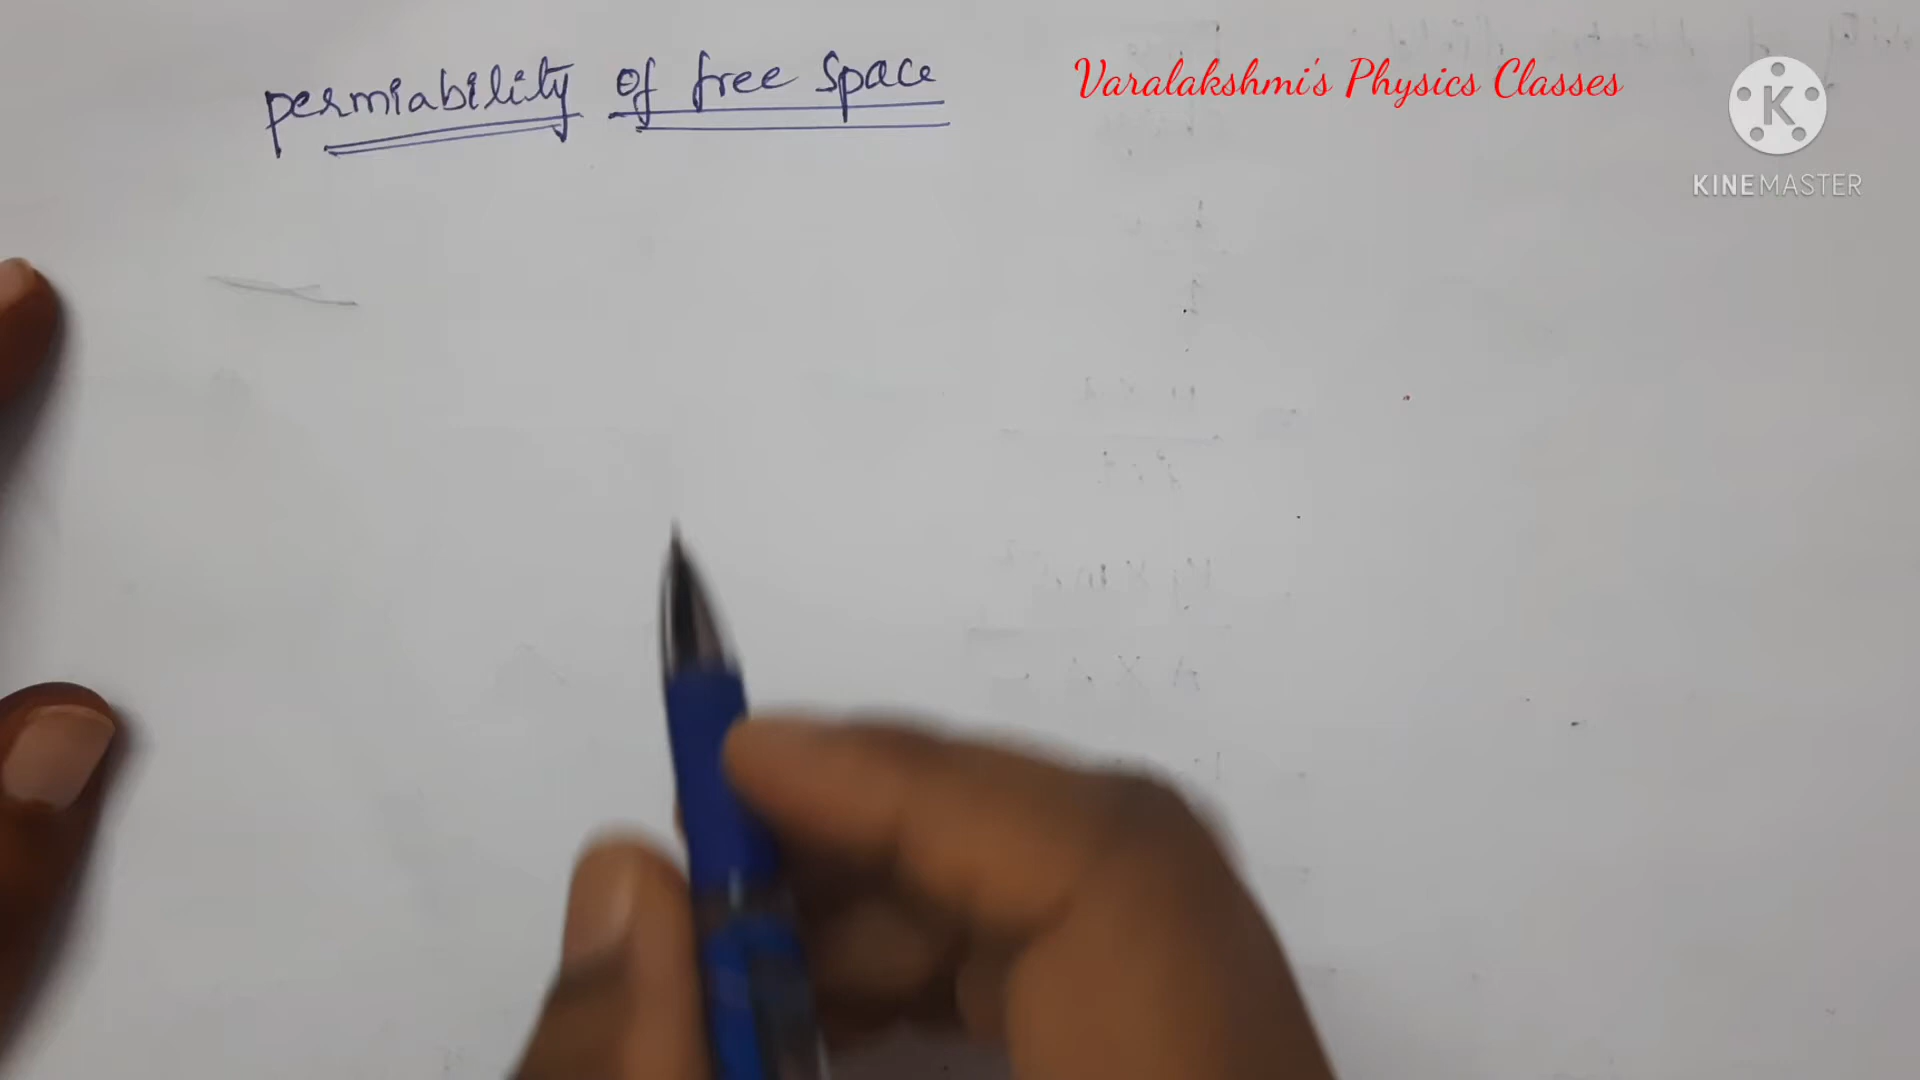 permiability of free space
Varalakshmi's Physics Classes
K
KINEMASTER